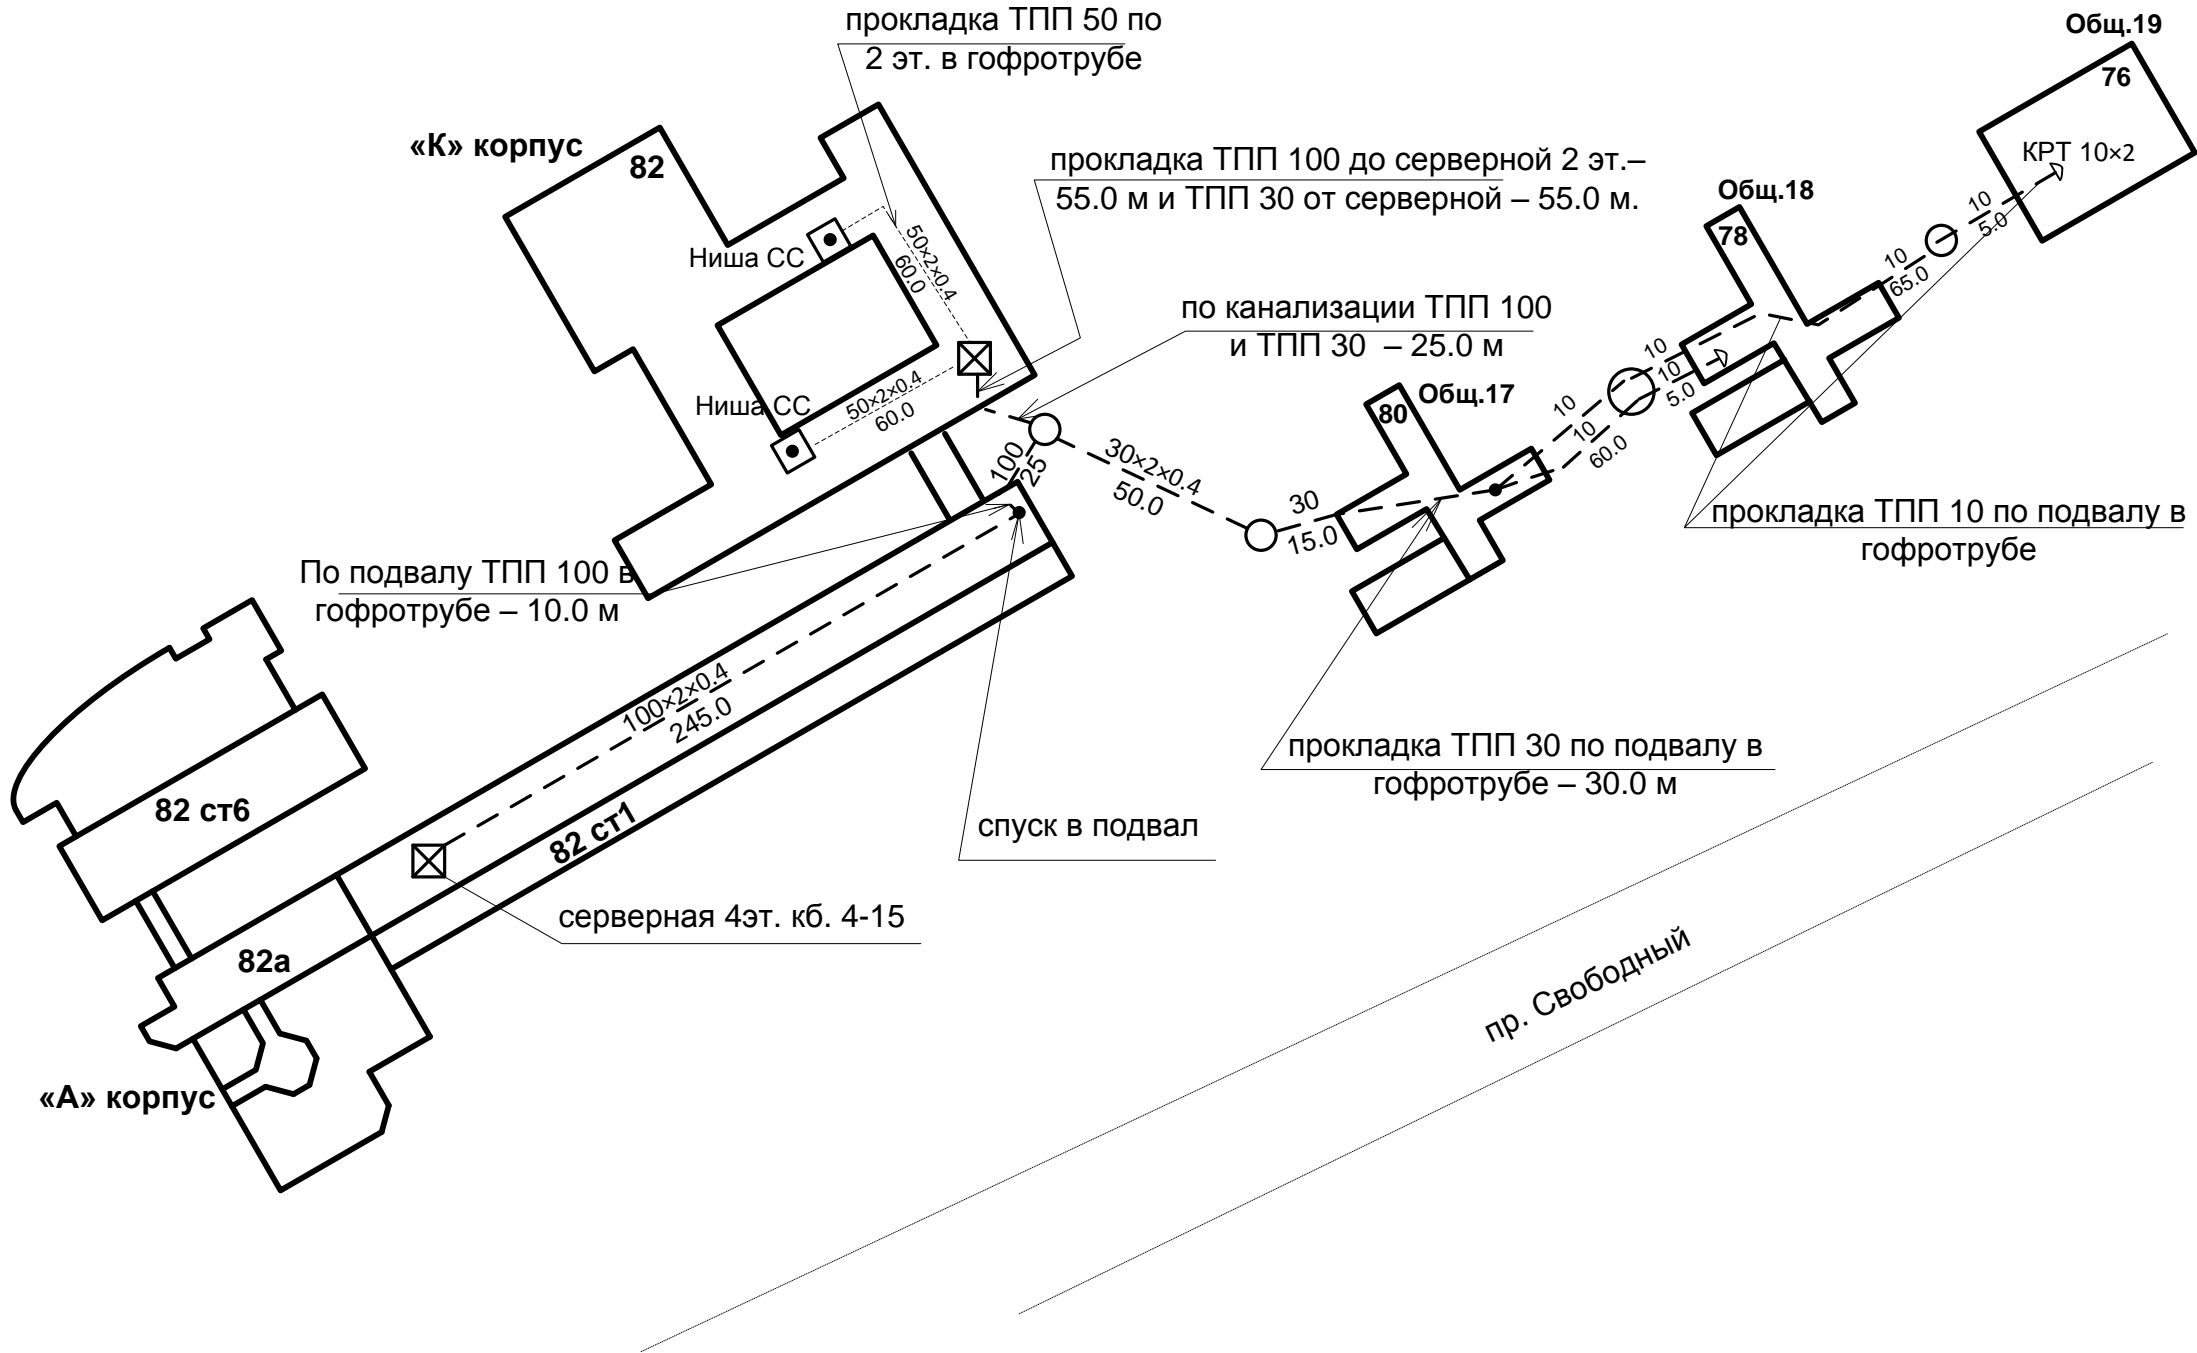 прокладка ТПП 50 по
2 эт. в гофротрубе
Общ.19
76
КРТ 10×2
«К» корпус
82
прокладка ТПП 100 до серверной 2 эт.–
55.0 м и ТПП 30 от серверной – 55.0 м.
Общ.18
78
10
5.0
10
65.0
Ниша СС
50×2×0.4
60.0
по канализации ТПП 100
и ТПП 30 – 25.0 м
10
10
5.0
Ниша СС
50×2×0.4
60.0
Общ.17
80
10
10
60.0
100
25
30×2×0.4
50.0
30
15.0
прокладка ТПП 10 по подвалу в
гофротрубе
По подвалу ТПП 100 в
гофротрубе – 10.0 м
100×2×0.4
245.0
прокладка ТПП 30 по подвалу в
гофротрубе – 30.0 м
82 ст6
82 ст1
спуск в подвал
серверная 4эт. кб. 4-15
82а
пр. Свободный
«А» корпус